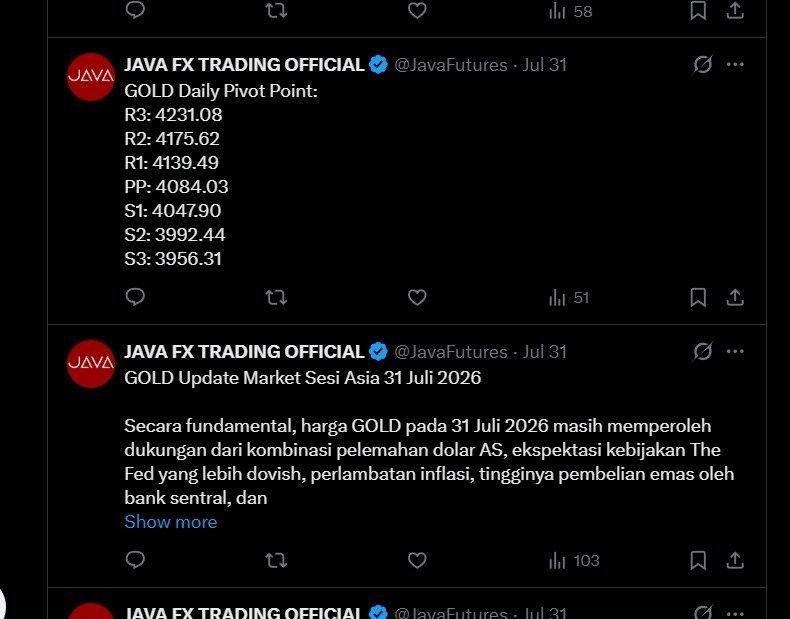 58
JAVA FX TRADING OFFICIAL @JavaFutures · Jul 31
JAVA
GOLD Daily Pivot Point:
R3: 4231.08
R2: 4175.62
R1: 4139.49
PP: 4084.03
S1: 4047.90
S2: 3992.44
S3: 3956.31
51
JAVA FX TRADING OFFICIAL @JavaFutures · Jul 31
JAVA
GOLD Update Market Sesi Asia 31 Juli 2026
Secara fundamental, harga GOLD pada 31 Juli 2026 masih memperoleh
dukungan dari kombinasi pelemahan dolar AS, ekspektasi kebijakan The
Fed yang lebih dovish, perlambatan inflasi, tingginya pembelian emas oleh
bank sentral, dan
Show more
103
JAVA FX TRADING OFFICIAL @JavaFutures · Jul 31